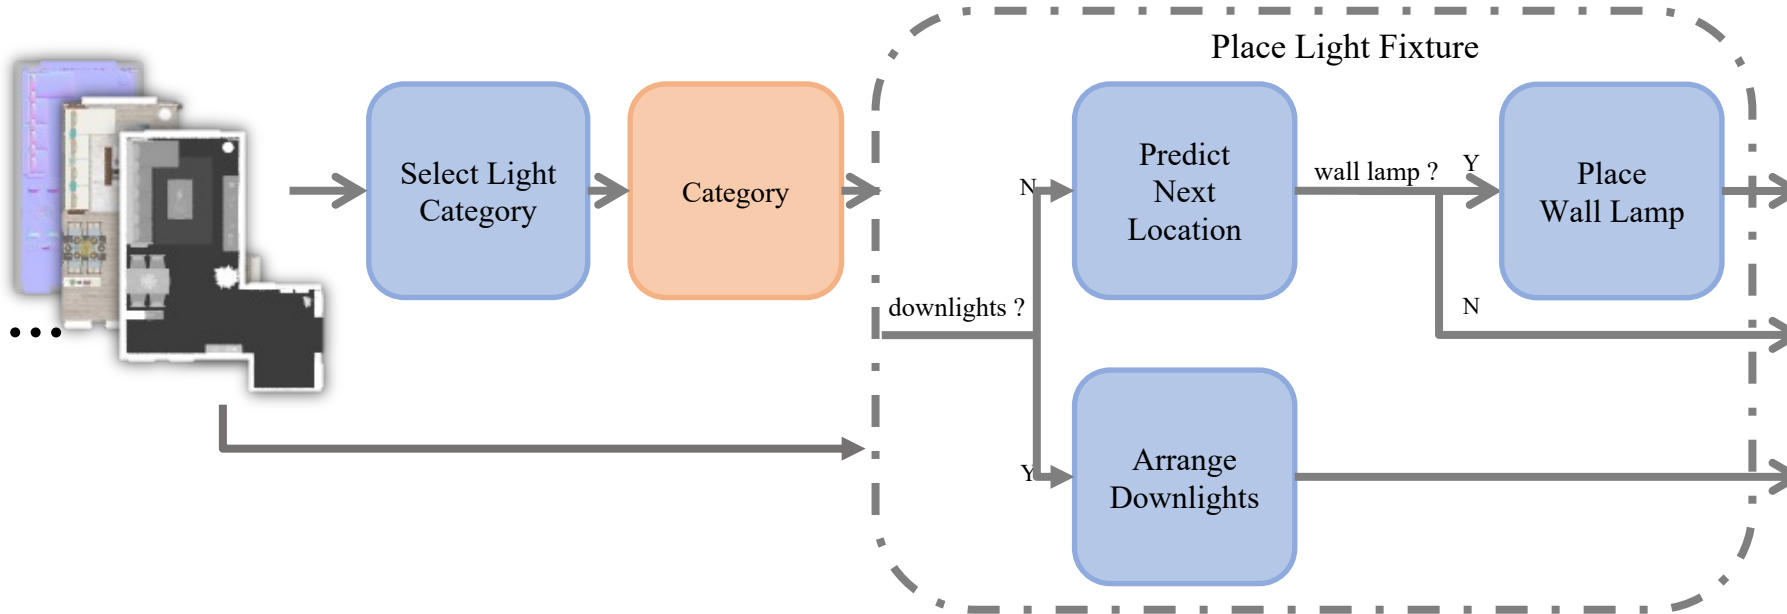 Place Light Fixture
Select Light
Category
Category
downlights ?
N
Y
Predict
Next
Location
wall lamp ?
Y
N
Place
Wall Lamp
Arrange
Downlights